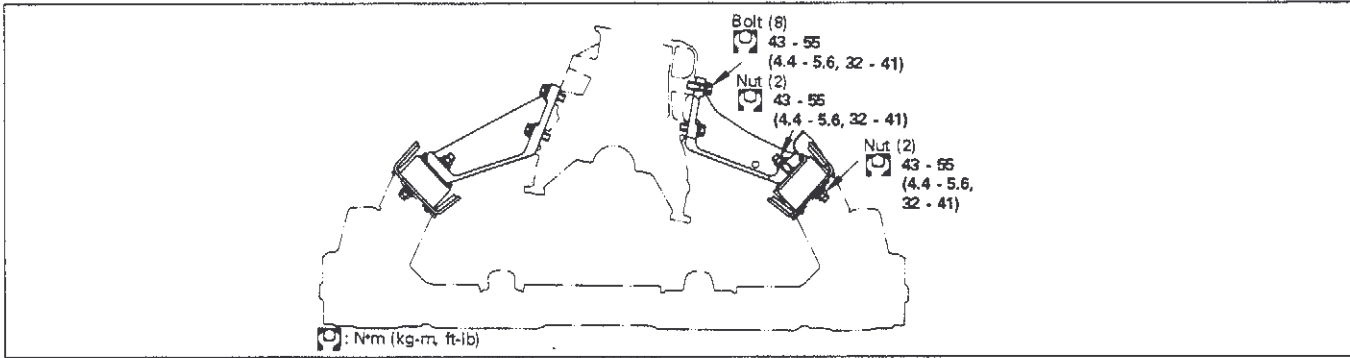 Bolt (8)
43 - 55
(4.4 - 5.6, 32 - 41)
Nut (2)
43 - 55
(4.4 - 5.6, 32 - 41)
Nut (2)
43 - 55
(4.4 - 5.6,
32 - 41)
: N•m (kg-m, ft-lb)